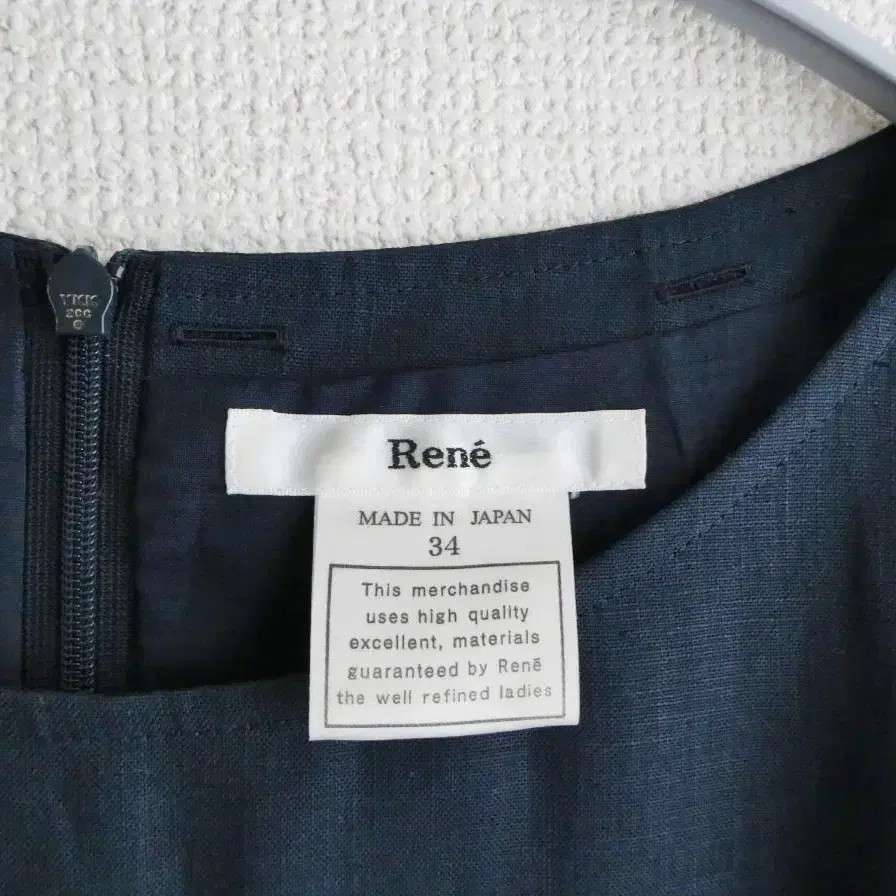 YKK
René
MADE IN JAPAN
34
This merchandise
uses high quality
excellent, materials
guaranteed by René
the well refined ladies